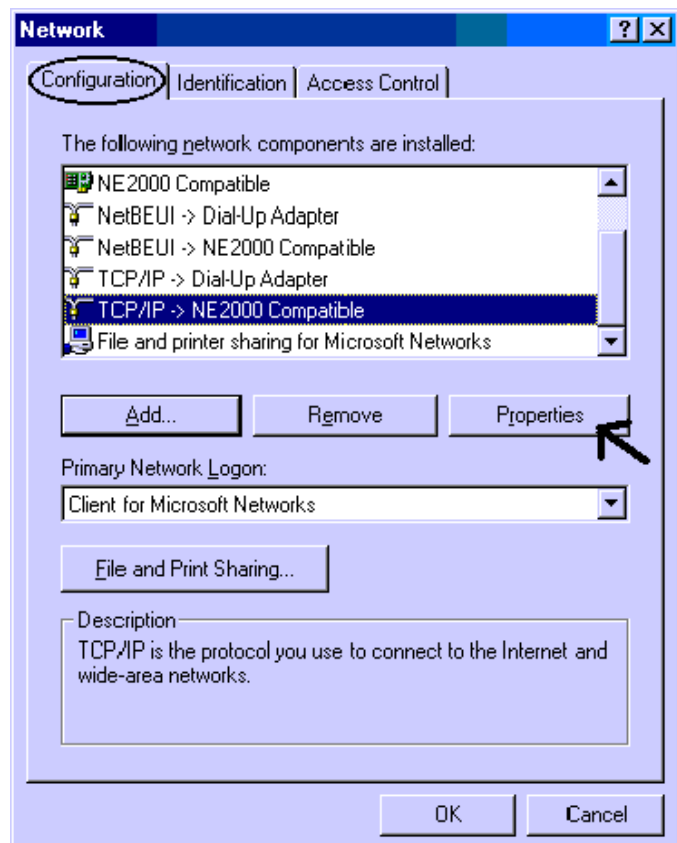 Network
Configuration Identification Access Control
The following network components are installed:
NE2000 Compatible
NetBEUI -> Dial-Up Adapter
NetBEUI -> NE2000 Compatible
TCP/IP -> Dial-Up Adapter
TCP/IP -> NE2000 Compatible
File and printer sharing for Microsoft Networks
Add... Remove Properties
Primary Network Logon:
Client for Microsoft Networks
File and Print Sharing...
Description
TCP/IP is the protocol you use to connect to the Internet and
wide-area networks.
OK Cancel